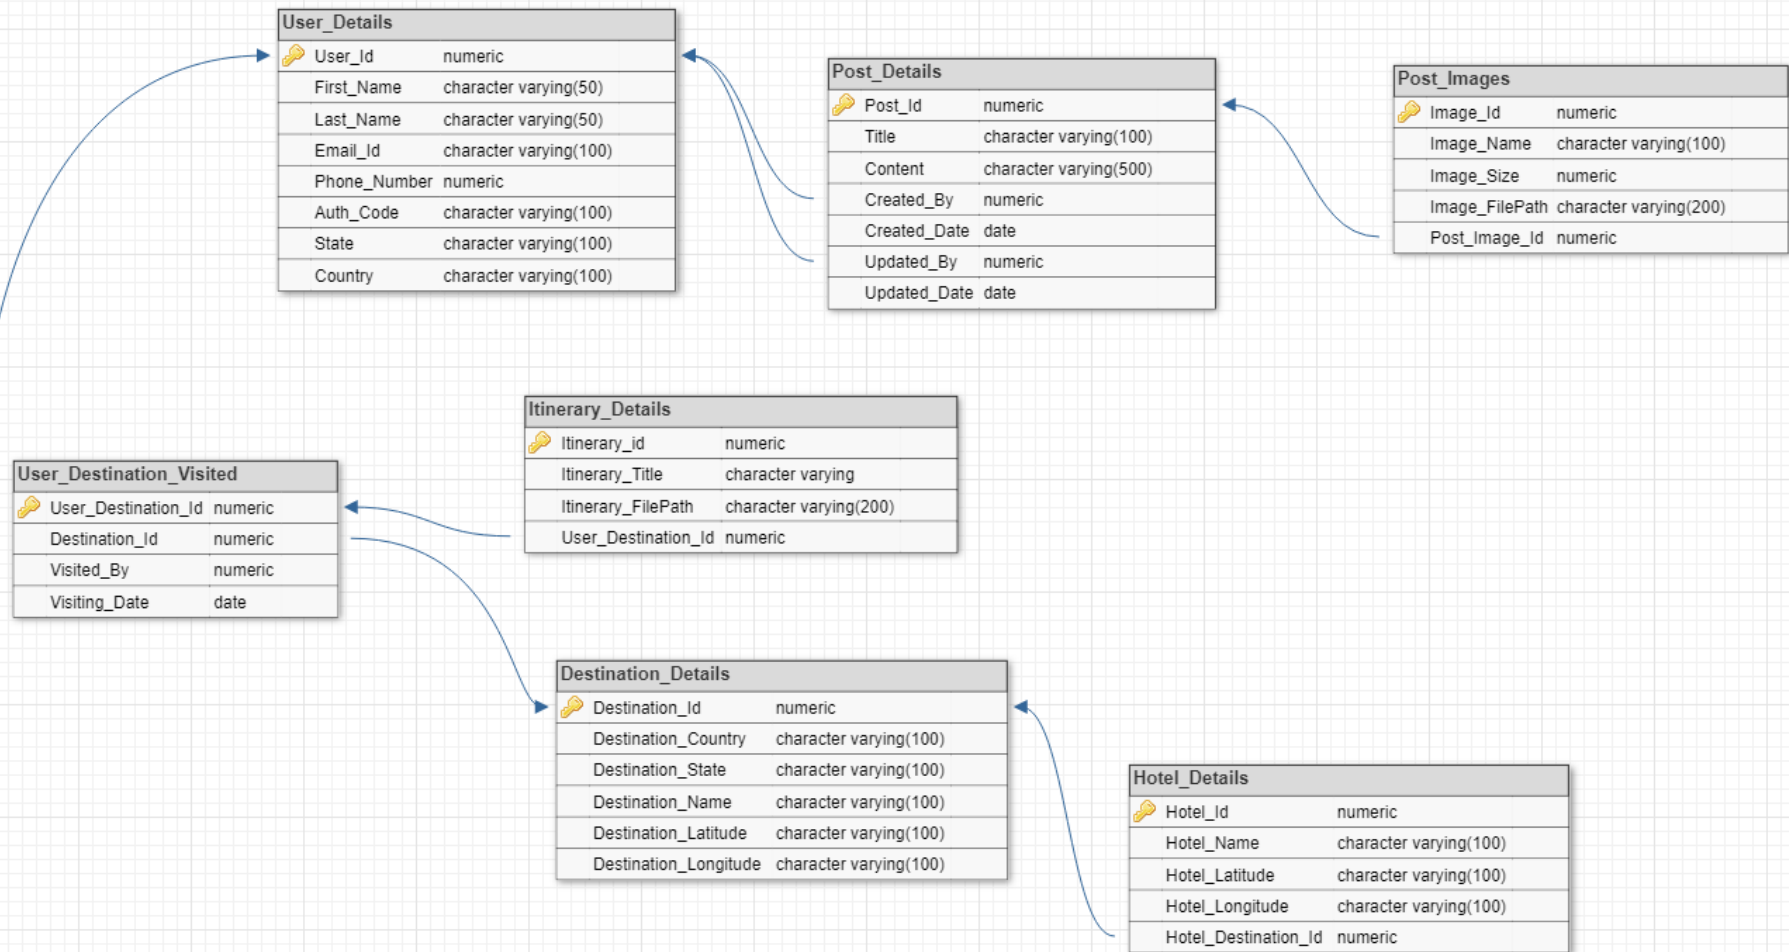 User_Details
User_Id numeric
First_Name character varying(50)
Last_Name character varying(50)
Email_Id character varying(100)
Phone_Number numeric
Auth_Code character varying(100)
State character varying(100)
Country character varying(100)
Post_Details
Post_Id numeric
Title character varying(100)
Content character varying(500)
Created_By numeric
Created_Date date
Updated_By numeric
Updated_Date date
Post_Images
Image_Id numeric
Image_Name character varying(100)
Image_Size numeric
Image_FilePath character varying(200)
Post_Image_Id numeric
Itinerary_Details
Itinerary_id numeric
Itinerary_Title character varying
Itinerary_FilePath character varying(200)
User_Destination_Id numeric
User_Destination_Visited
User_Destination_Id numeric
Destination_Id numeric
Visited_By numeric
Visiting_Date date
Destination_Details
Destination_Id numeric
Destination_Country character varying(100)
Destination_State character varying(100)
Destination_Name character varying(100)
Destination_Latitude character varying(100)
Destination_Longitude character varying(100)
Hotel_Details
Hotel_Id numeric
Hotel_Name character varying(100)
Hotel_Latitude character varying(100)
Hotel_Longitude character varying(100)
Hotel_Destination_Id numeric